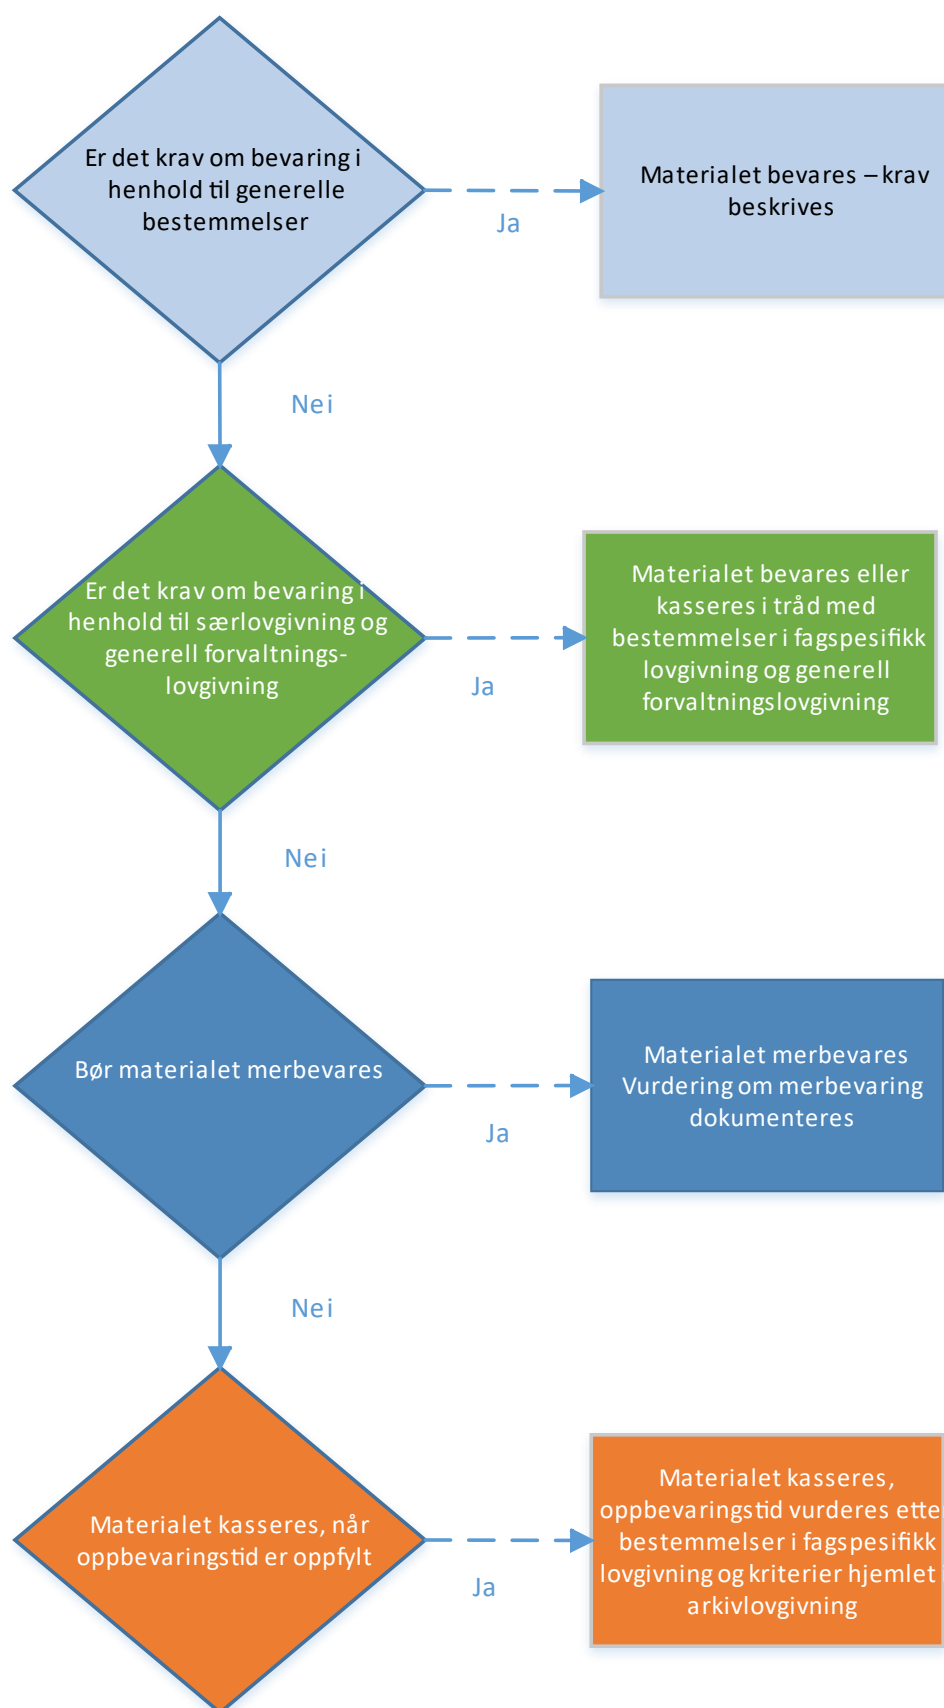 Er det krav om bevaring i
henhold til generelle
bestemmelser
Ja
Materialet bevares – krav
beskrives
Nei
Er det krav om bevaring i
henhold til særlovgivning og
generell forvaltnings-
lovgivning
Ja
Materialet bevares eller
kasseres i tråd med
bestemmelser i fagspesifikk
lovgivning og generell
forvaltningslovgivning
Nei
Bør materialet merbevares
Ja
Materialet merbevares
Vurdering om merbevaring
dokumenteres
Nei
Materialet kasseres, når
oppbevaringstid er oppfylt
Ja
Materialet kasseres,
oppbevaringstid vurderes ette
bestemmelser i fagspesifikk
lovgivning og kriterier hjemlet
arkivlovgivning